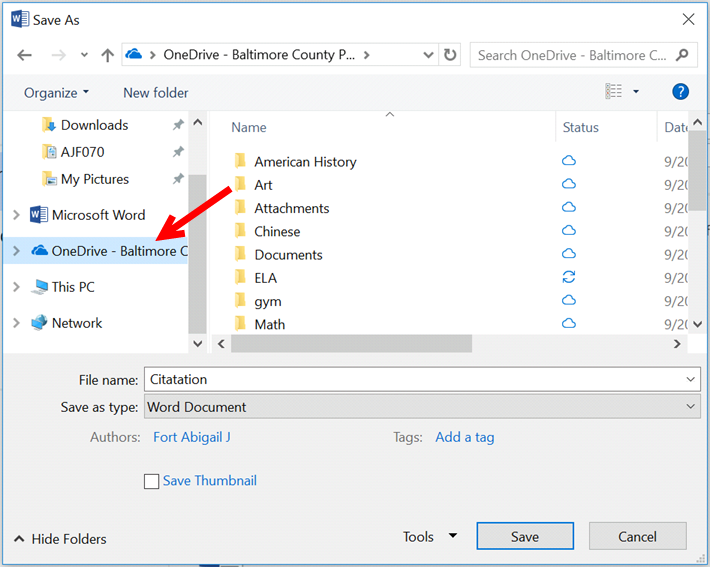 Save As
OneDrive - Baltimore County P...
Search OneDrive - Baltimore C...
Organize
New folder
?
Name
Status
Date
Downloads
AJF070
My Pictures
Microsoft Word
OneDrive - Baltimore C
This PC
Network
American History
9/20
Art
9/20
Attachments
9/20
Chinese
9/20
Documents
9/20
ELA
9/20
gym
9/20
Math
9/20
File name: Citatation
Save as type: Word Document
Authors: Fort Abigail J
Tags: Add a tag
Save Thumbnail
Hide Folders
Tools
Save
Cancel